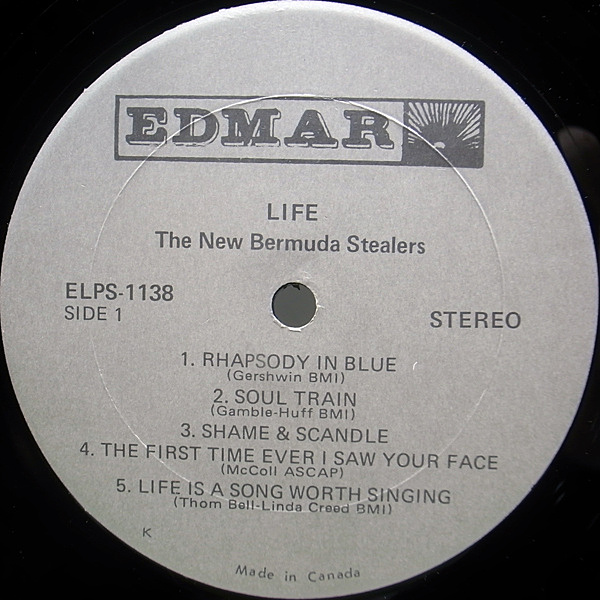 EDMAR
LIFE
The New Bermuda Stealers
ELPS-1138
SIDE 1
STEREO
1. RHAPSODY IN BLUE
(Gershwin BMI)
2. SOUL TRAIN
(Gamble-Huff BMI)
3. SHAME & SCANDLE
4. THE FIRST TIME EVER I SAW YOUR FACE
(McColl ASCAP)
5. LIFE IS A SONG WORTH SINGING
(Thom Bell-Linda Creed BMI)
K
Made in Canada